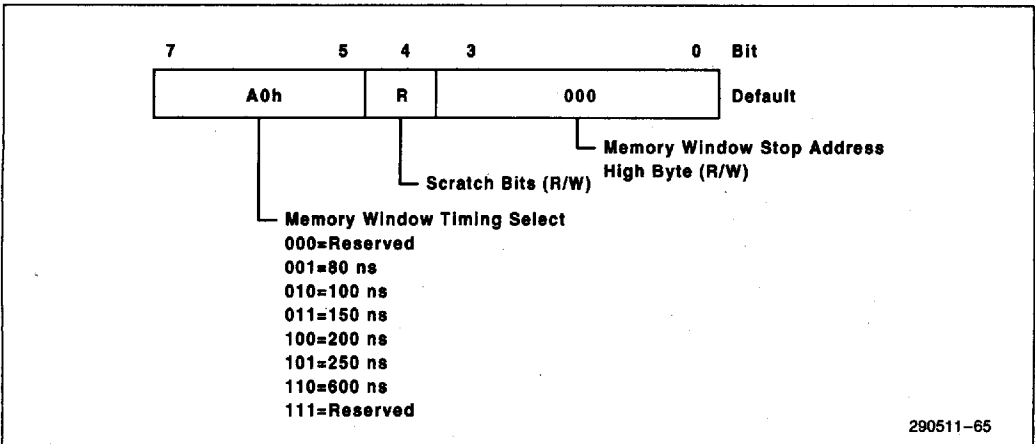 7 5 4 3 0 Bit
A0h R 000 Default
Memory Window Stop Address
High Byte (R/W)
Scratch Bits (R/W)
Memory Window Timing Select
000=Reserved
001=80 ns
010=100 ns
011=150 ns
100=200 ns
101=250 ns
110=600 ns
111=Reserved
290511-65